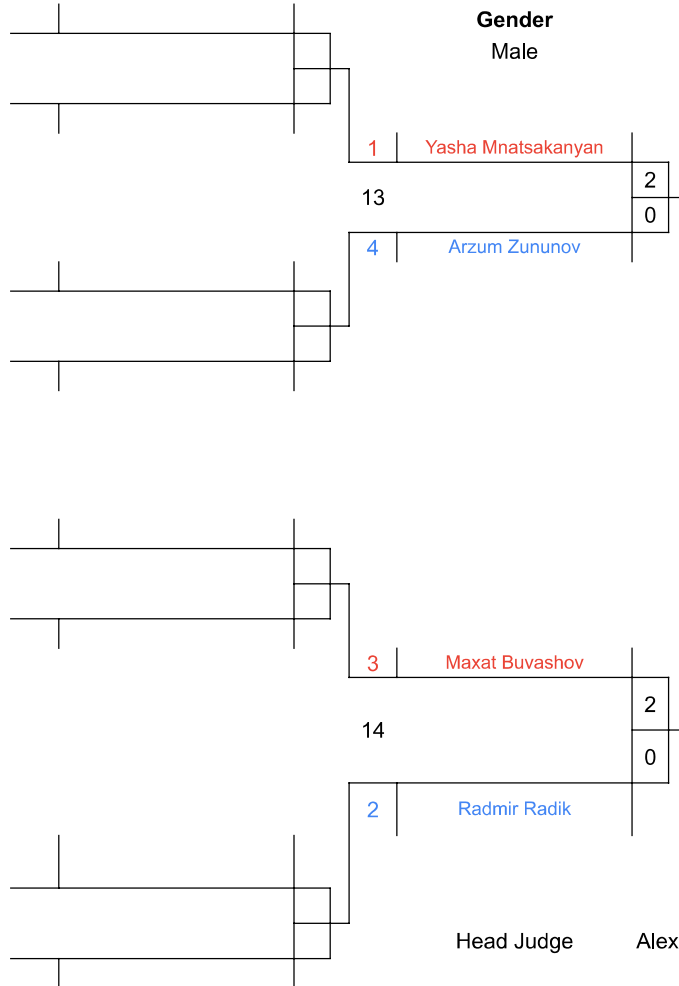 Gender
Male
1 Yasha Mnatsakanyan
2
13
0
4 Arzum Zununov
3 Maxat Buvashov
2
14
0
2 Radmir Radik
Head Judge Alex